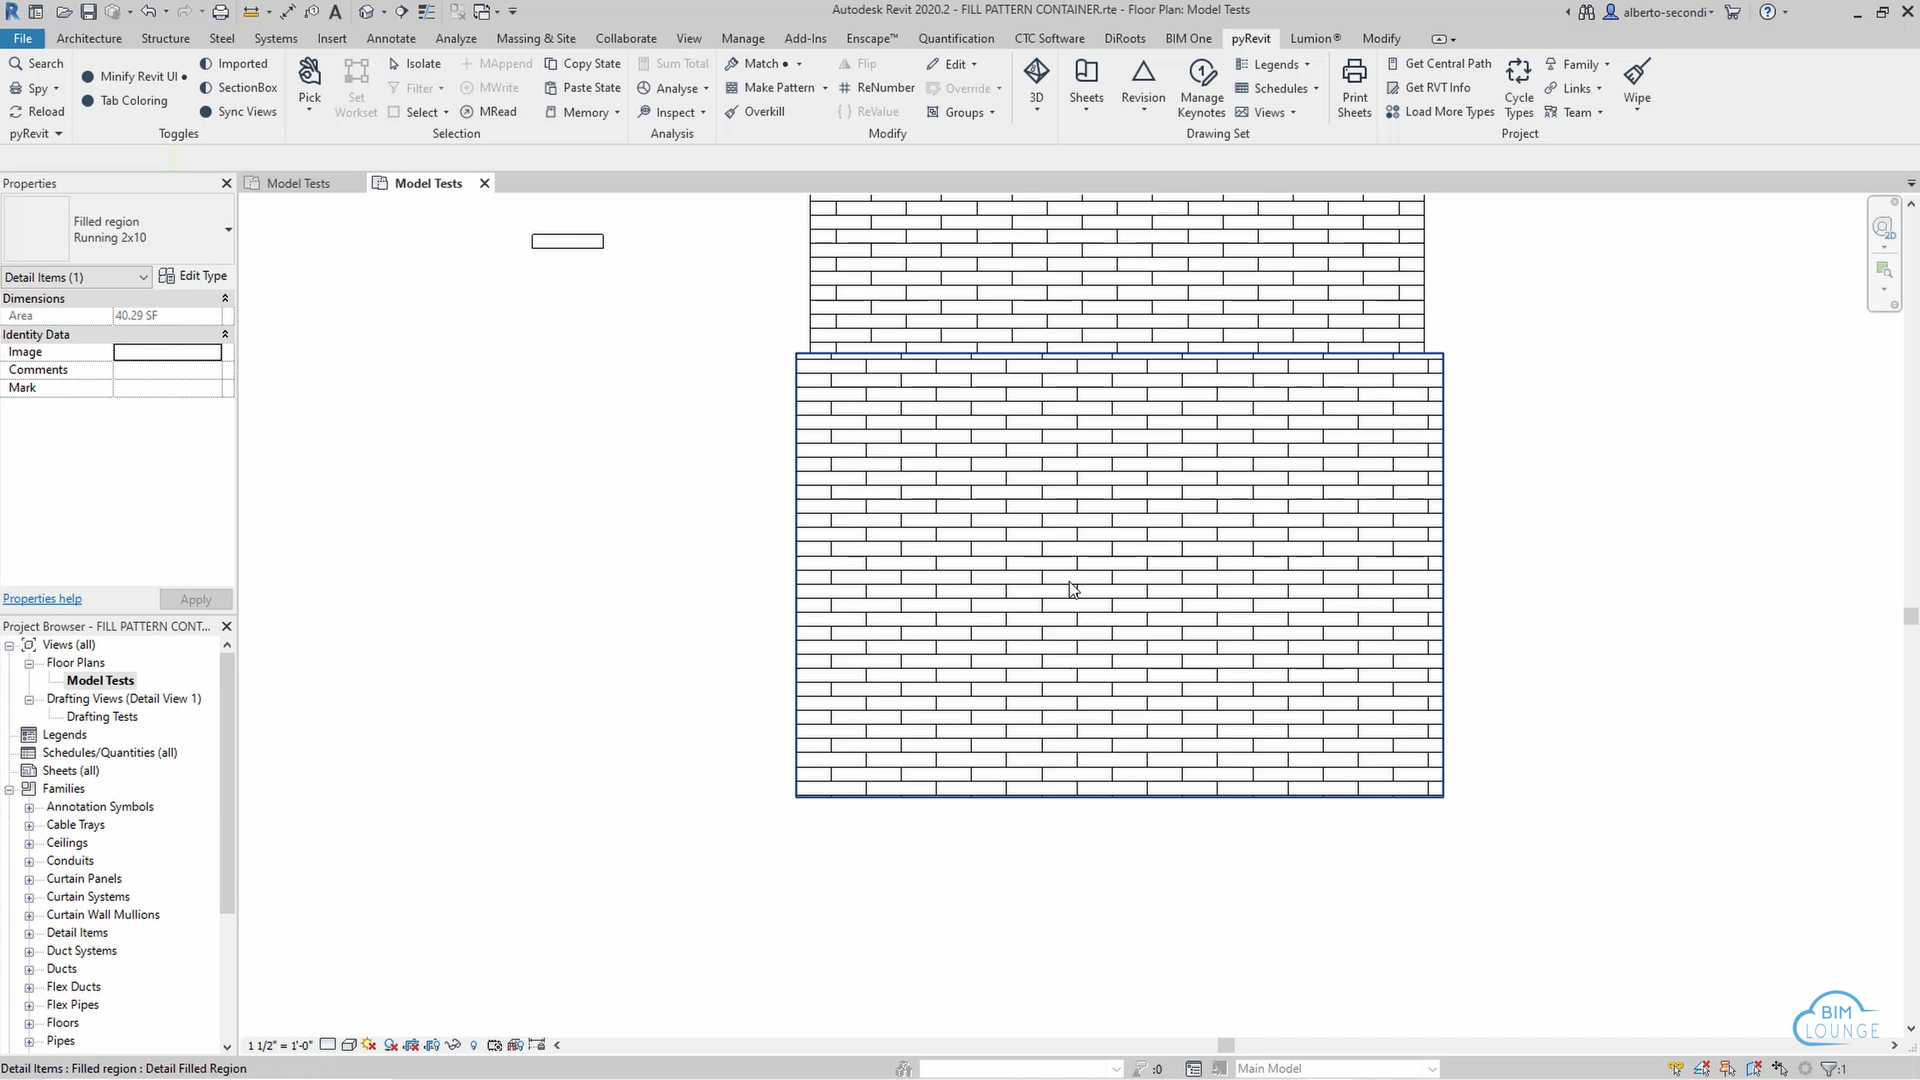 Autodesk Revit 2020.2 - FILL PATTERN CONTAINER.rte - Floor Plan: Model Tests
alberto-secondi
File Architecture Structure Steel Systems Insert Annotate Analyze Massing & Site Collaborate View Manage Add-Ins Enscape™ Quantification CTC Software DiRoots BIM One pyRevit Lumion® Modify
Search
Spy
Reload
pyRevit
Minify Revit UI
Tab Coloring
Imported
SectionBox
Sync Views
Toggles
Pick
Set
Workset
Isolate
Filter
Select
MAppend
MWrite
MRead
Copy State
Paste State
Memory
Selection
Sum Total
Analyse
Inspect
Analysis
Match
Make Pattern
Overkill
Flip
ReNumber
ReValue
Edit
Override
Groups
Modify
3D
Sheets
Revision
Manage
Keynotes
Legends
Schedules
Views
Drawing Set
Print
Sheets
Get Central Path
Get RVT Info
Load More Types
Cycle
Types
Family
Links
Team
Project
Wipe
Properties
Model Tests
Model Tests
Filled region
Running 2x10
Detail Items (1)
Edit Type
Dimensions
Area 40.29 SF
Identity Data
Image
Comments
Mark
Properties help
Apply
Project Browser - FILL PATTERN CONT...
Views (all)
Floor Plans
Model Tests
Drafting Views (Detail View 1)
Drafting Tests
Legends
Schedules/Quantities (all)
Sheets (all)
Families
Annotation Symbols
Cable Trays
Ceilings
Conduits
Curtain Panels
Curtain Systems
Curtain Wall Mullions
Detail Items
Duct Systems
Ducts
Flex Ducts
Flex Pipes
Floors
Pipes
2D
BIM
LOUNGE
1 1/2" = 1'-0"
Detail Items : Filled region : Detail Filled Region
:0
Main Model
:1